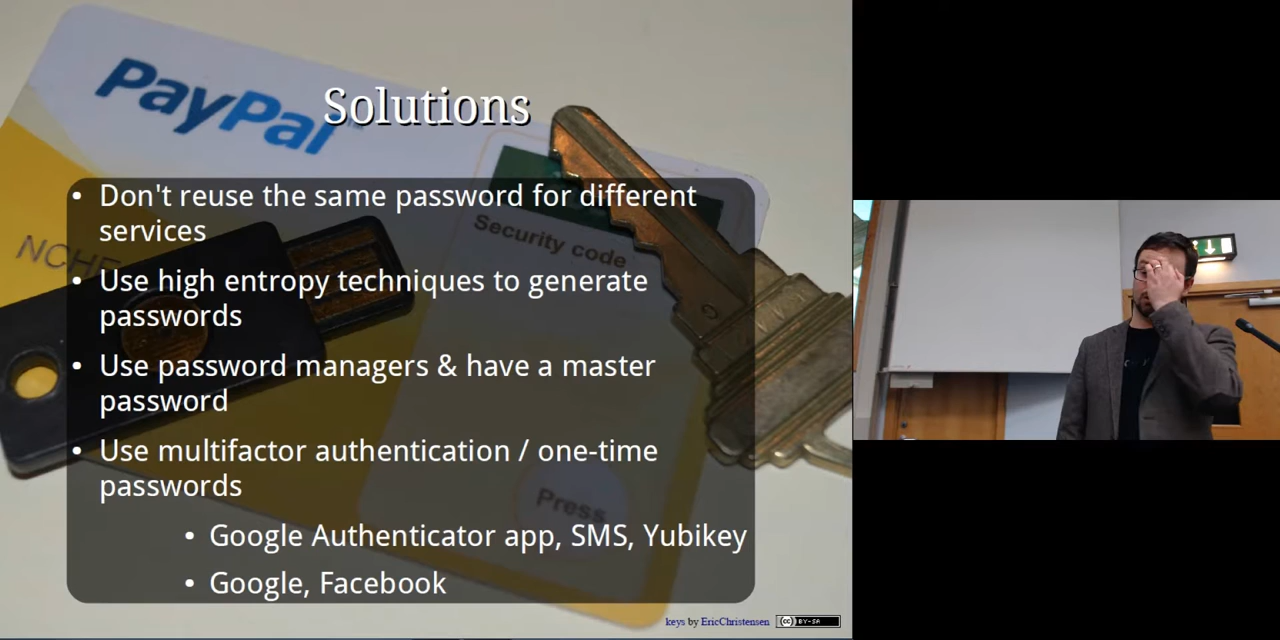 PayPal
Solutions
• Don't reuse the same password for different
services
Security code
NCHF
• Use high entropy techniques to generate
passwords
• Use password managers & have a master
password
• Use multifactor authentication / one-time
passwords
Press
• Google Authenticator app, SMS, Yubikey
• Google, Facebook
keys by EricChristensen
cc BY-SA